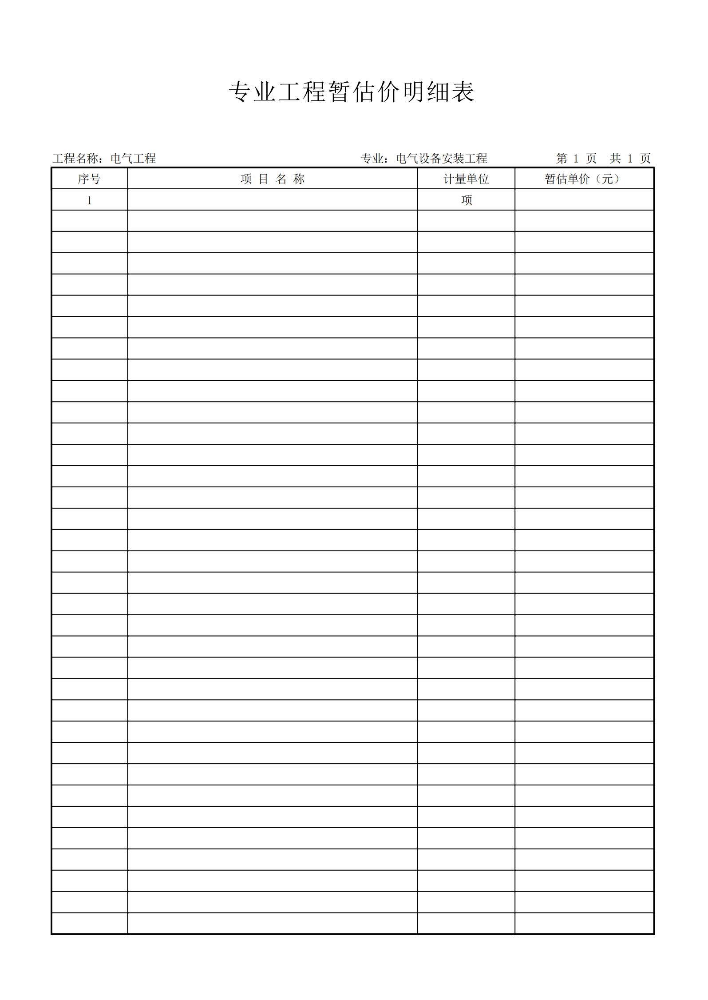 专业工程暂估价明细表
工程名称：电气工程 专业：电气设备安装工程 第 1 页 共 1 页
序号 项 目 名 称 计量单位 暂估单价（元）
1 项